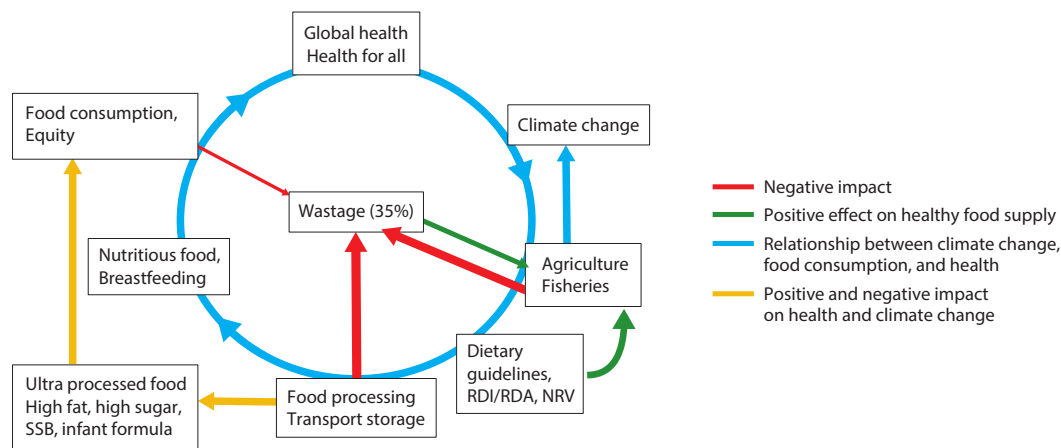 Global health
Health for all
Food consumption,
Equity
Climate change
Wastage (35%)
Nutritious food,
Breastfeeding
Agriculture
Fisheries
Dietary
guidelines,
RDI/RDA, NRV
Ultra processed food
High fat, high sugar,
SSB, infant formula
Food processing
Transport storage
Negative impact
Positive effect on healthy food supply
Relationship between climate change,
food consumption, and health
Positive and negative impact
on health and climate change